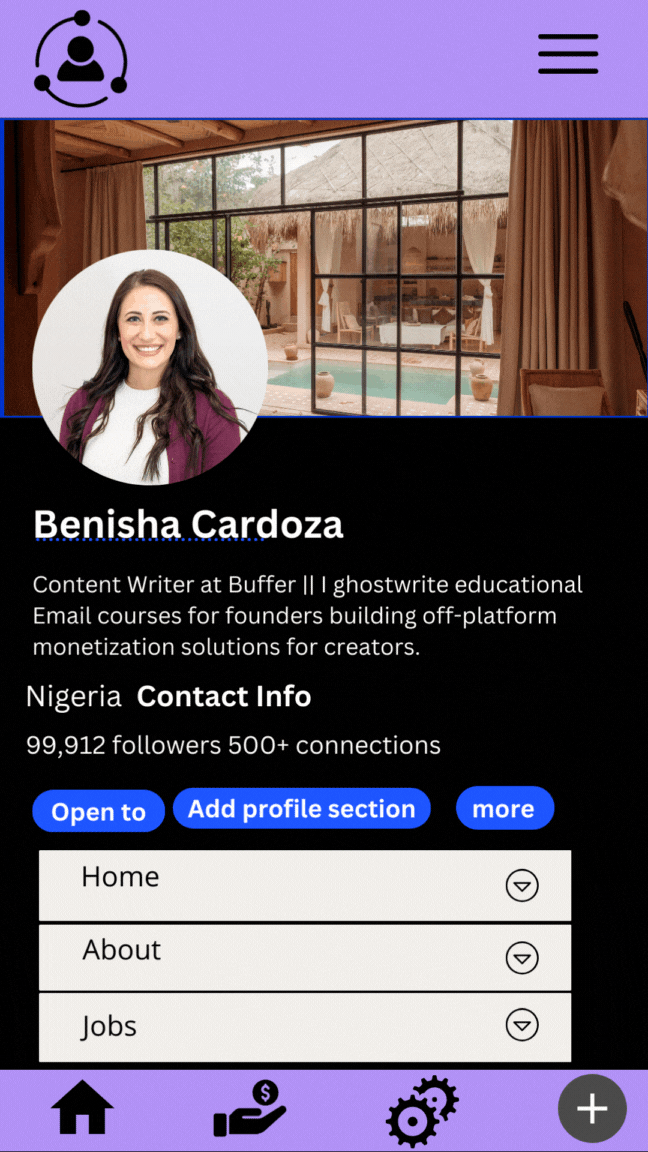 Benisha Cardoza
Content Writer at Buffer || I ghostwrite educational
Email courses for founders building off-platform
monetization solutions for creators.
Nigeria Contact Info
99,912 followers 500+ connections
Open to Add profile section more
Home
About
Jobs
$